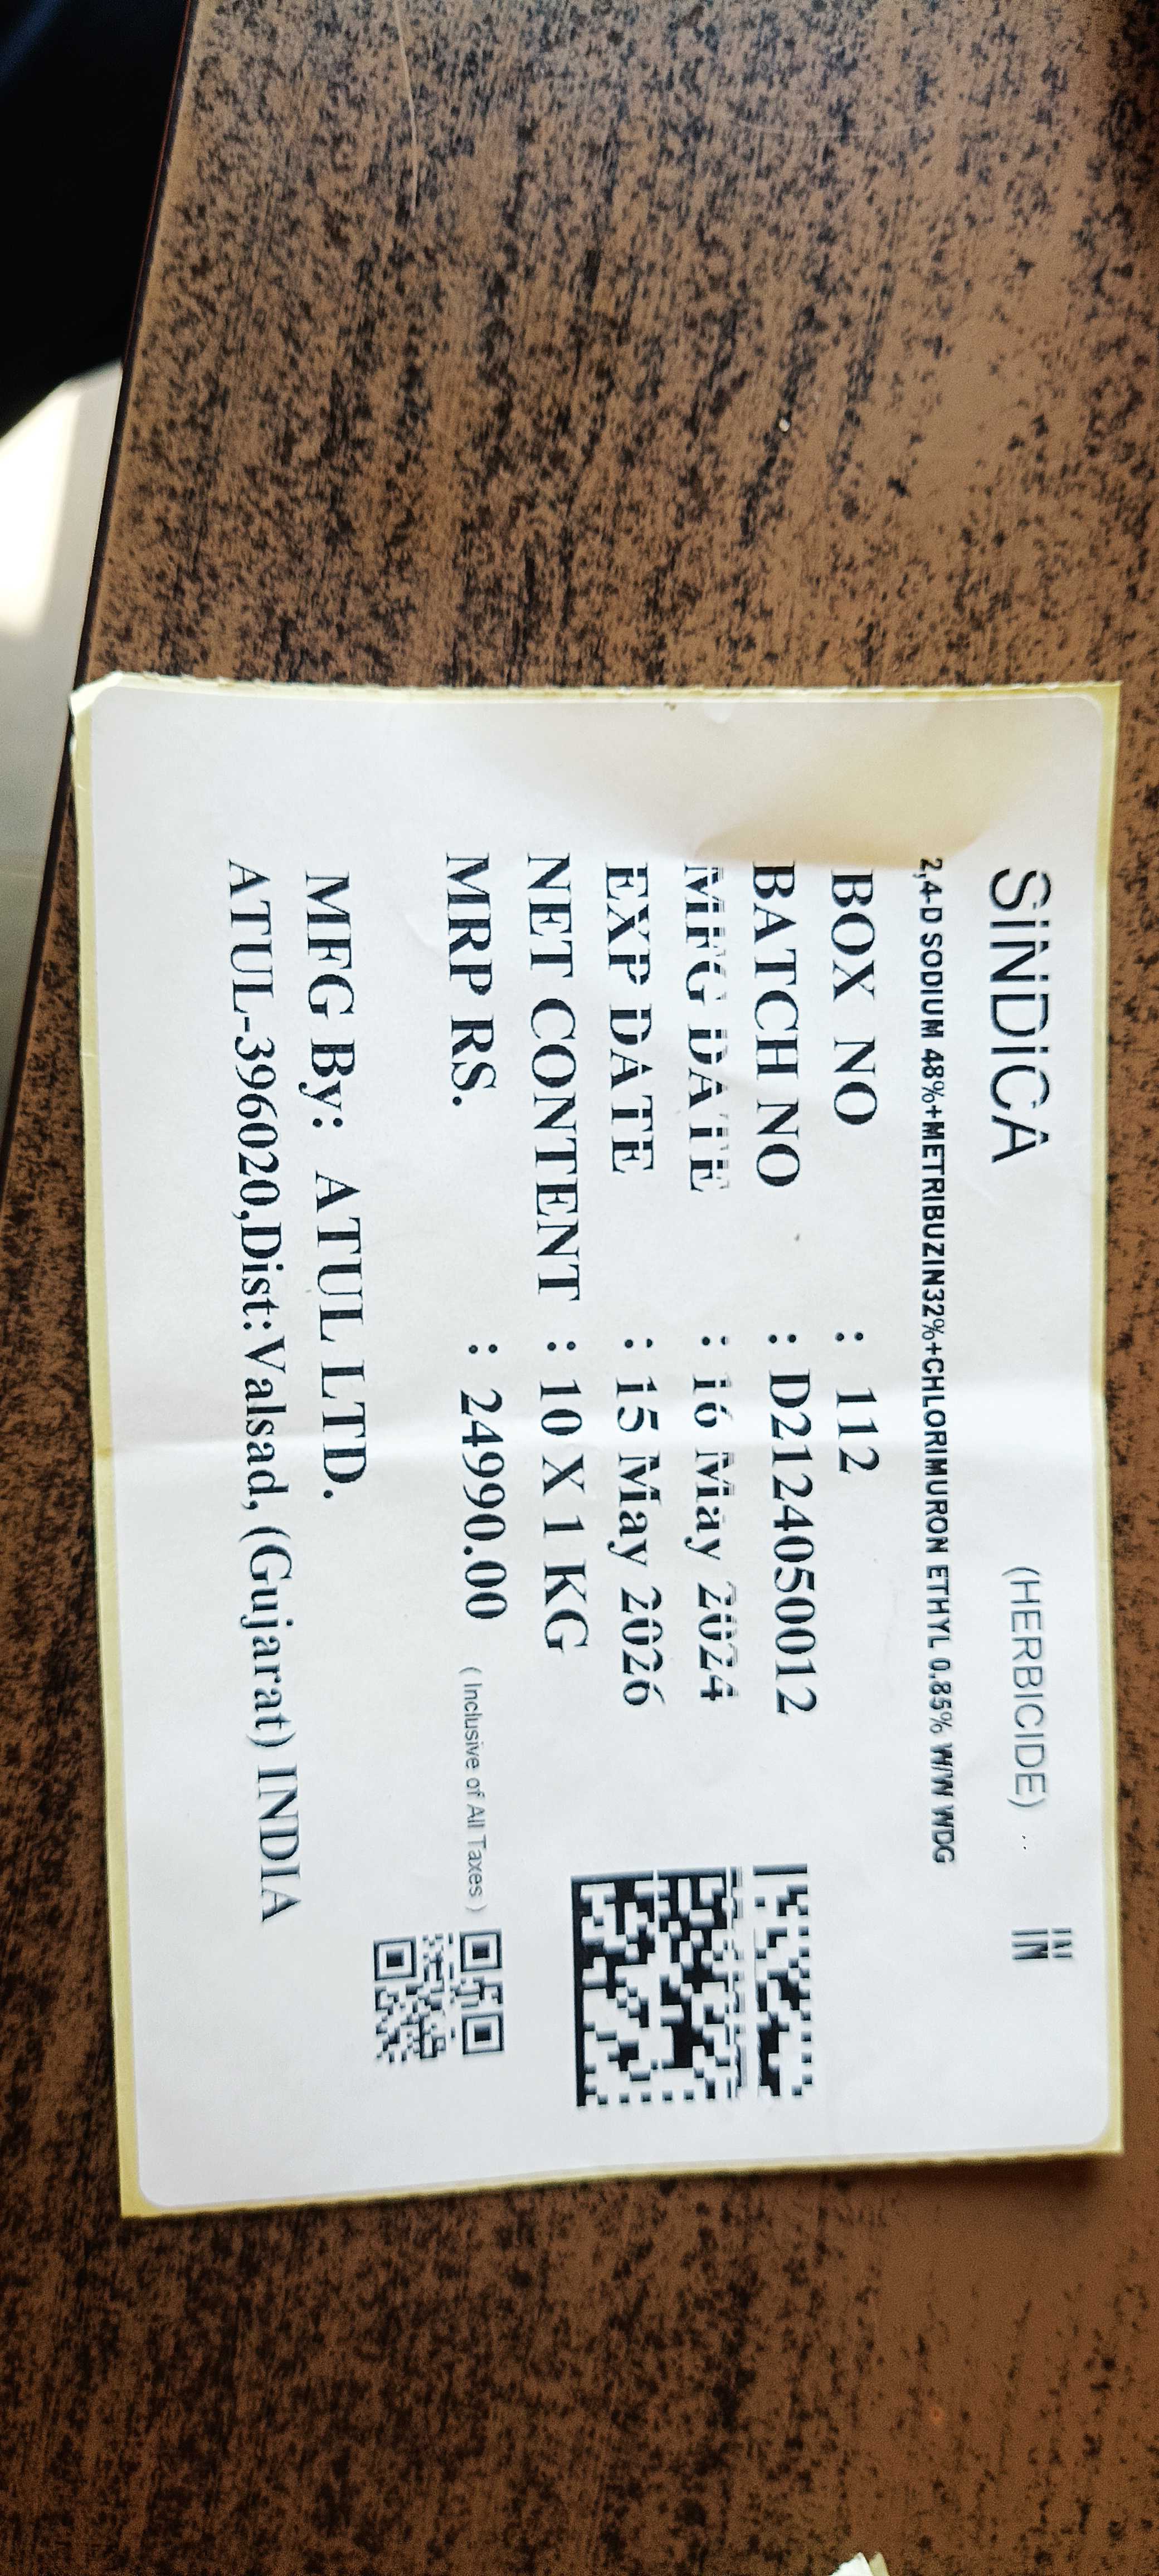 SINDICA (HERBICIDE) IN
2,4-D SODIUM 48%+METRIBUZIN32%+CHLORIMURON ETHYL 0.85% W/W WDG
BOX NO : 112
BATCH NO : D2124050012
MFG DATE : 16 May 2024
EXP DATE : 15 May 2026
NET CONTENT : 10 X 1 KG
MRP RS. : 24990.00 ( Inclusive of All Taxes )
MFG By: ATUL LTD.
ATUL-396020,Dist:Valsad, (Gujarat) INDIA